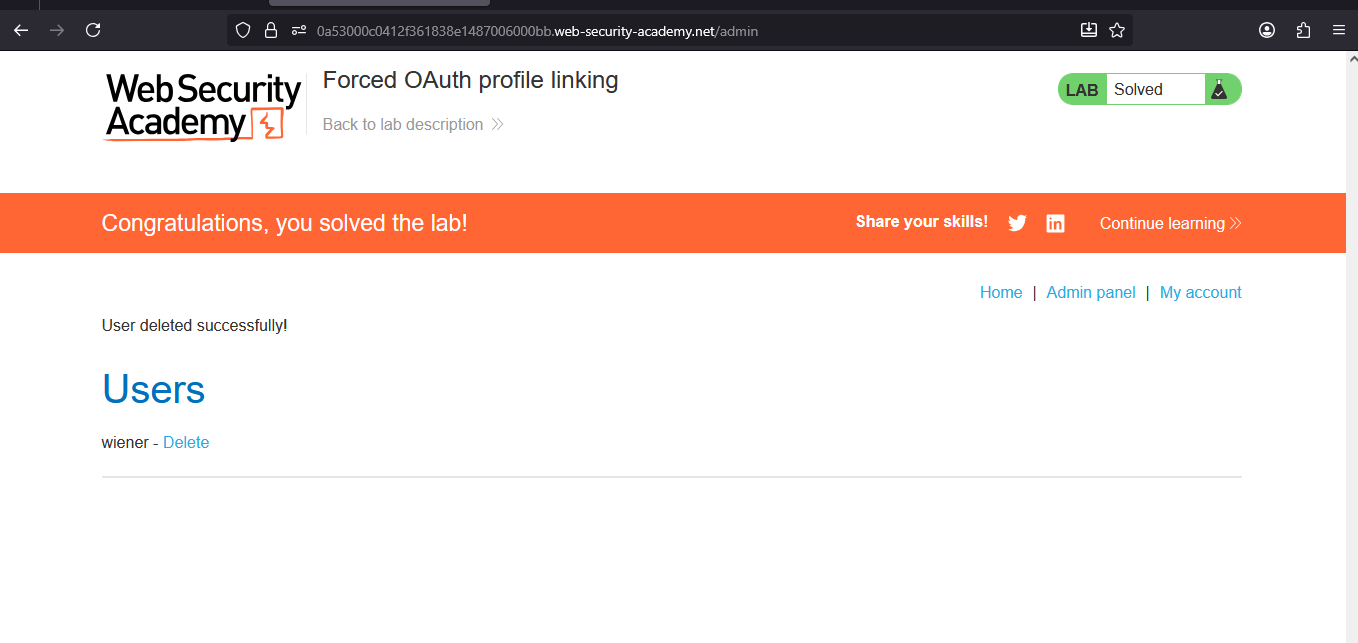 0a53000c0412f361838e1487006000bb.web-security-academy.net/admin
WebSecurity
Academy
Forced OAuth profile linking
Back to lab description
LAB Solved
Congratulations, you solved the lab!
Share your skills!
Continue learning
Home | Admin panel | My account
User deleted successfully!
Users
wiener - Delete